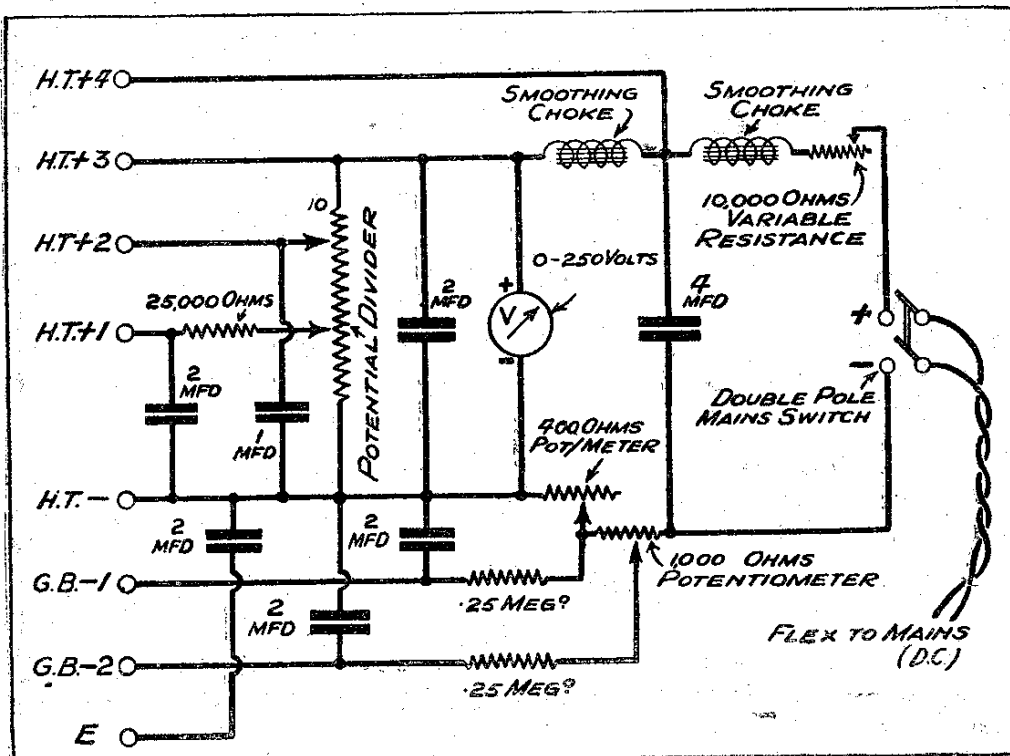 H.T.+4
SMOOTHING
CHOKE
SMOOTHING
CHOKE
H.T.+3
10,000 OHMS
VARIABLE
RESISTANCE
10
POTENTIAL DIVIDER
H.T.+2
0-250 VOLTS
25,000 OHMS
2
MFD
+
V
-
4
MFD
H.T.+1
+
-
2
MFD
1
MFD
DOUBLE POLE
MAINS SWITCH
400 OHMS
POT/METER
H.T.-
2
MFD
2
MFD
1,000 OHMS
POTENTIOMETER
G.B.-1
.25 MEG?
2
MFD
FLEX TO MAINS
(D.C)
G.B.-2
.25 MEG?
E